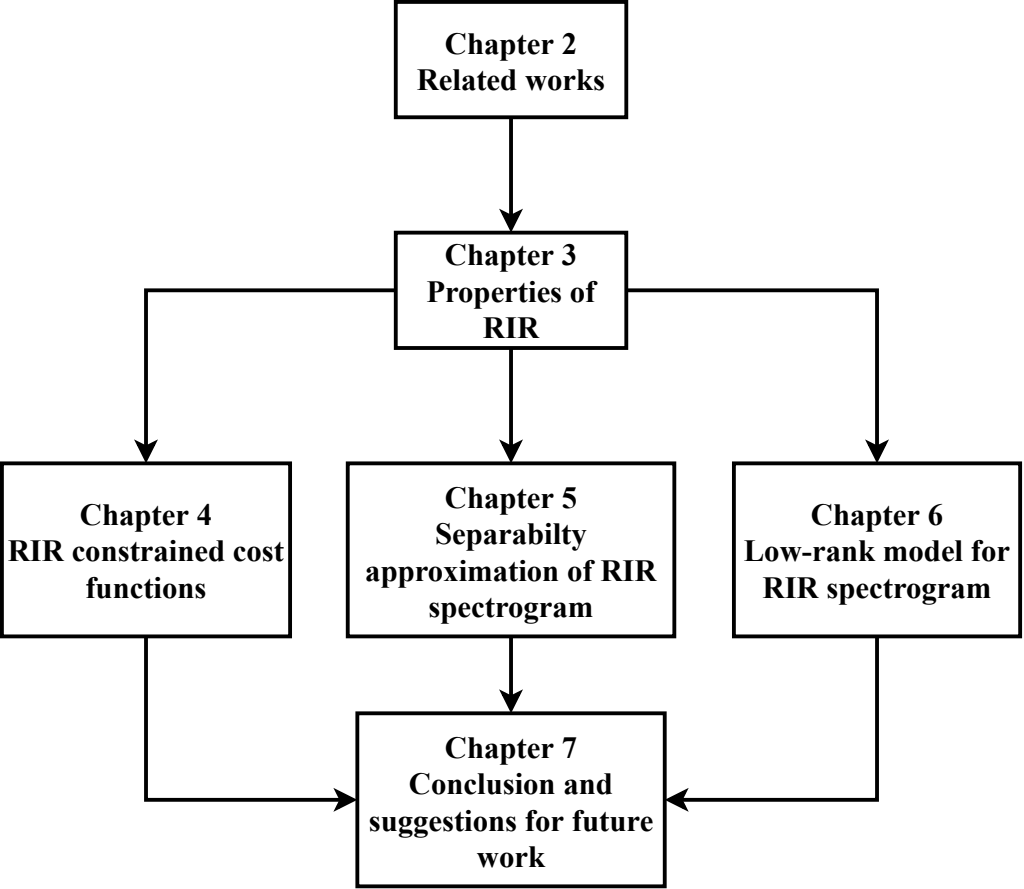 Chapter 2
Related works
Chapter 3
Properties of
RIR
Chapter 4
RIR constrained cost
functions
Chapter 5
Separabilty
approximation of RIR
spectrogram
Chapter 6
Low-rank model for
RIR spectrogram
Chapter 7
Conclusion and
suggestions for future
work